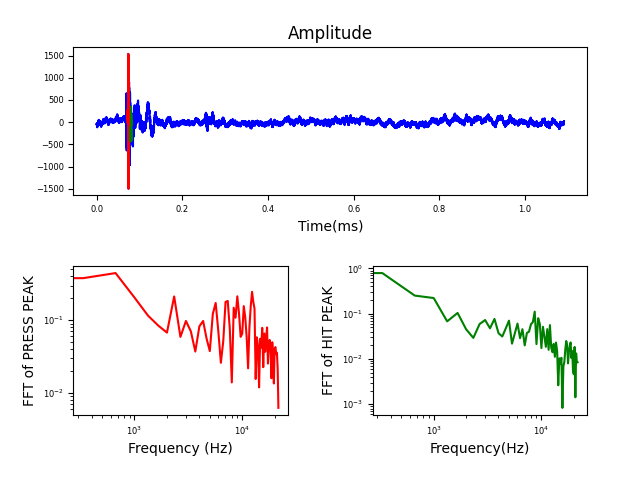 Amplitude
1500
1000
500
0
−500
−1000
−1500
0.0 0.2 0.4 0.6 0.8 1.0
Time(ms)
FFT of PRESS PEAK
10⁻¹
10⁻²
10³ 10⁴
Frequency (Hz)
FFT of HIT PEAK
10⁰
10⁻¹
10⁻²
10⁻³
10³ 10⁴
Frequency(Hz)